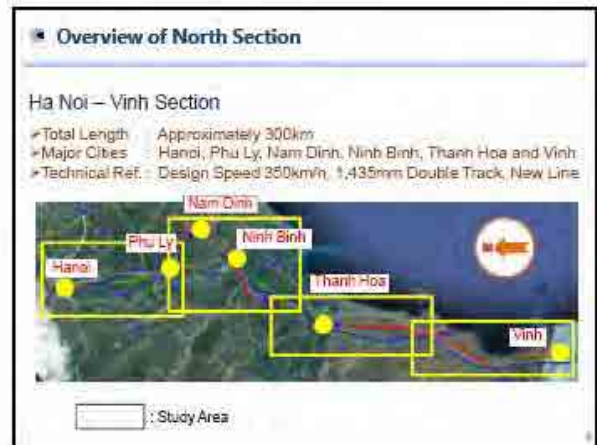 Overview of North Section
Ha Noi – Vinh Section
➢Total Length : Approximately 300km
➢Major Cities : Hanoi, Phu Ly, Nam Dinh, Ninh Binh, Thanh Hoa and Vinh
➢Technical Ref. : Design Speed 350km/h, 1,435mm Double Track, New Line
Nam Dinh
Phu Ly
Ninh Binh
Hanoi
Thanh Hoa
Vinh
: Study Area